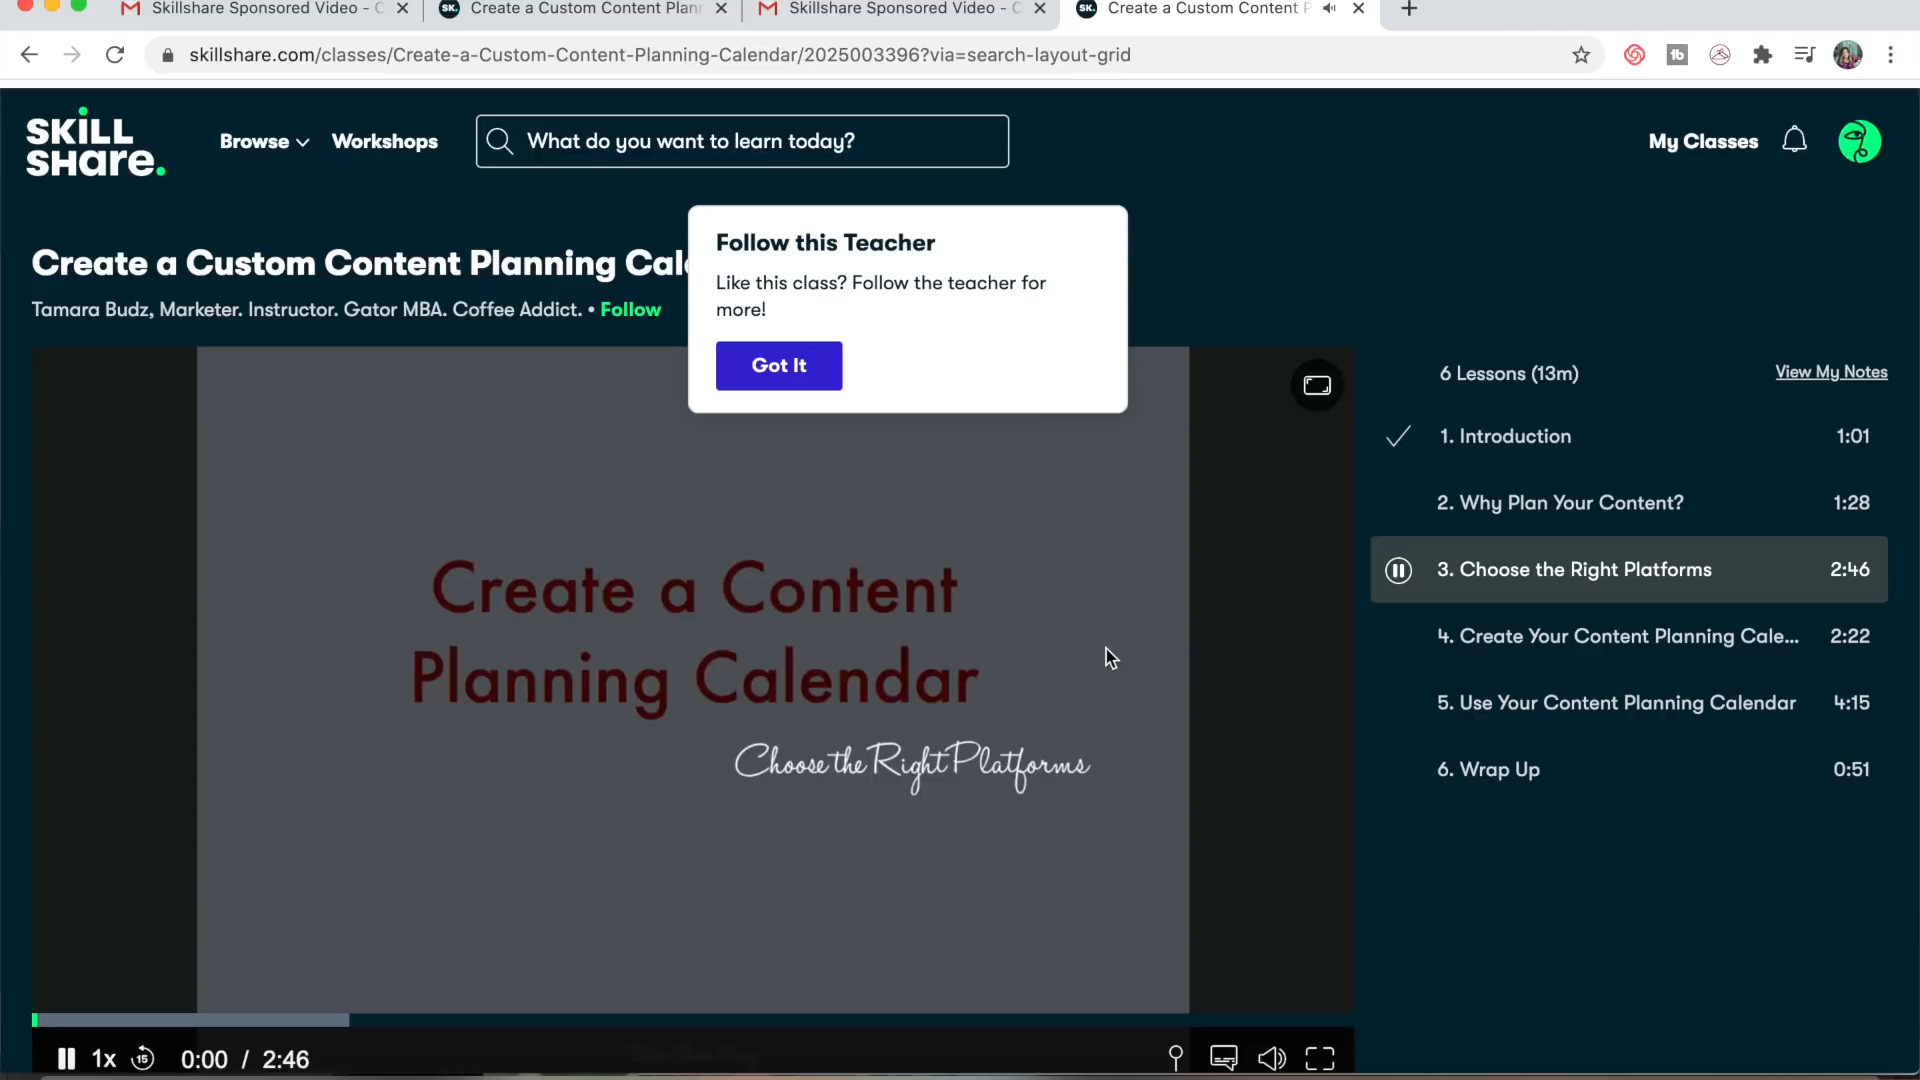 Skillshare Sponsored Video - C
SK. Create a Custom Content Plann
Skillshare Sponsored Video - C
SK. Create a Custom Content P
skillshare.com/classes/Create-a-Custom-Content-Planning-Calendar/2025003396?via=search-layout-grid
tb
SKILL
SHare.
Browse
Workshops
What do you want to learn today?
My Classes
Follow this Teacher
Like this class? Follow the teacher for
more!
Got It
Create a Custom Content Planning Cale
Tamara Budz, Marketer. Instructor. Gator MBA. Coffee Addict. • Follow
Create a Content
Planning Calendar
Choose the Right Platforms
6 Lessons (13m)
View My Notes
1. Introduction 1:01
2. Why Plan Your Content? 1:28
3. Choose the Right Platforms 2:46
4. Create Your Content Planning Cale... 2:22
5. Use Your Content Planning Calendar 4:15
6. Wrap Up 0:51
1x 15 0:00 / 2:46